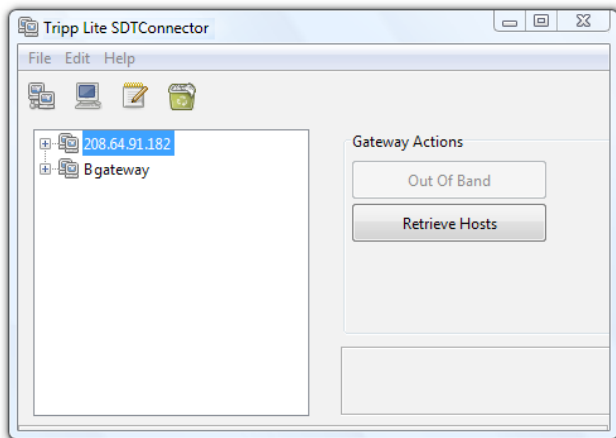 Tripp Lite SDTConnector
File Edit Help
208.64.91.182
Bgateway
Gateway Actions
Out Of Band
Retrieve Hosts